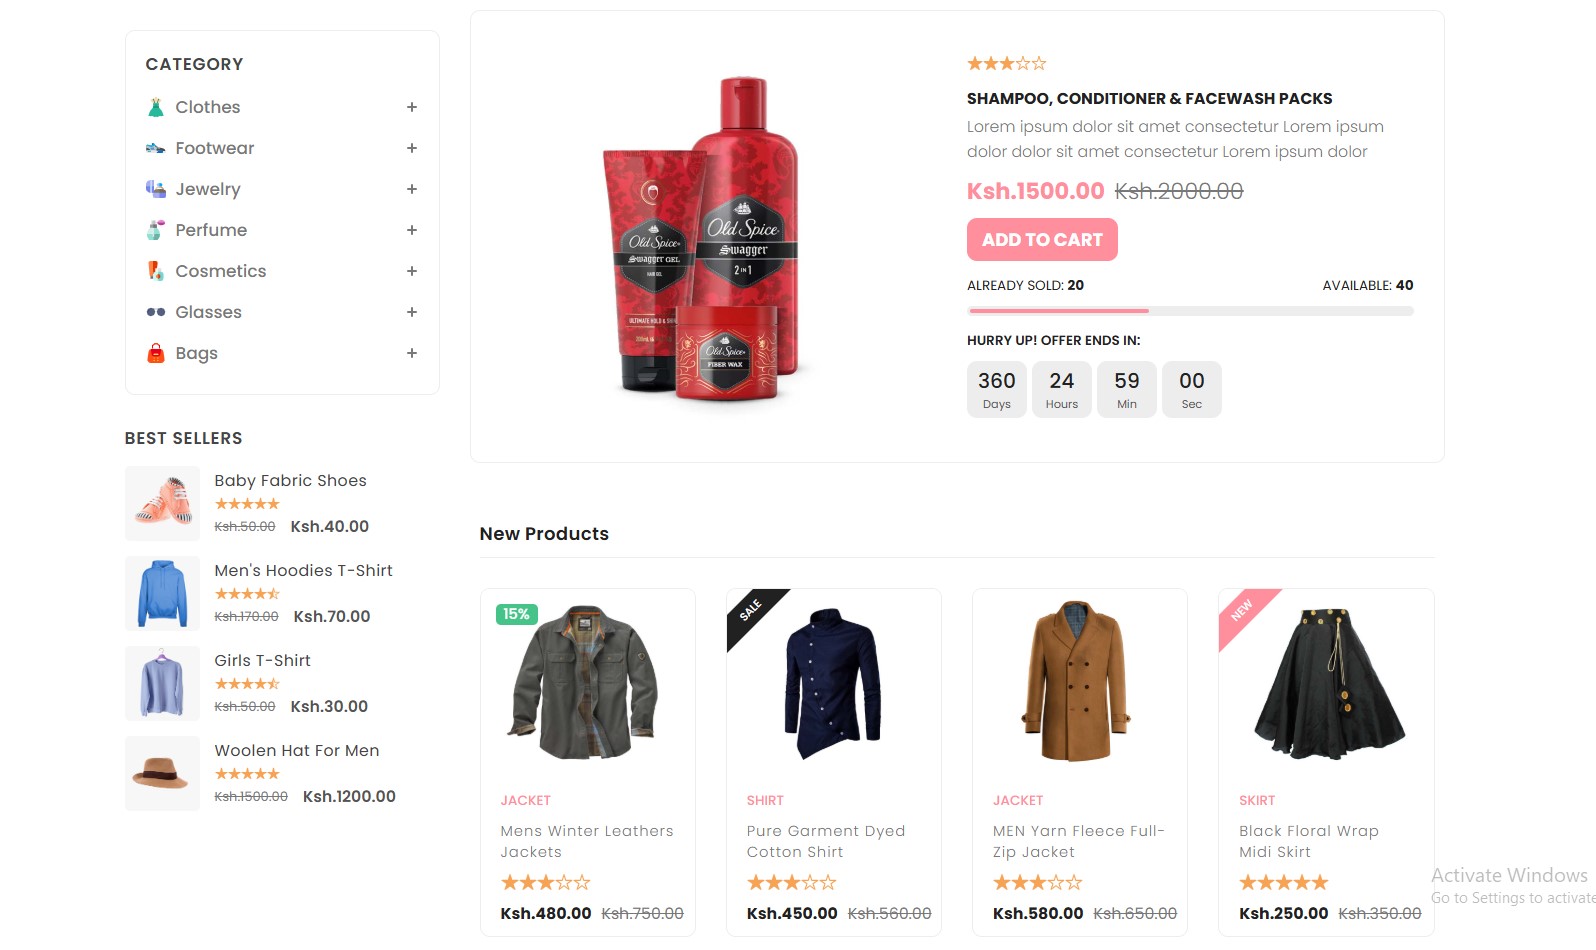 CATEGORY
Clothes +
Footwear +
Jewelry +
Perfume +
Cosmetics +
Glasses +
Bags +
BEST SELLERS
Baby Fabric Shoes
Ksh.50.00 Ksh.40.00
Men's Hoodies T-Shirt
Ksh.170.00 Ksh.70.00
Girls T-Shirt
Ksh.50.00 Ksh.30.00
Woolen Hat For Men
Ksh.1500.00 Ksh.1200.00
Old Spice
Swagger GEL
HAIR GEL
ULTIMATE HOLD &
Old Spice
Swagger
2 IN 1
Old Spice
FIBER WAX
SHAMPOO, CONDITIONER & FACEWASH PACKS
Lorem ipsum dolor sit amet consectetur Lorem ipsum
dolor dolor sit amet consectetur Lorem ipsum dolor
Ksh.1500.00 Ksh.2000.00
ADD TO CART
ALREADY SOLD: 20 AVAILABLE: 40
HURRY UP! OFFER ENDS IN:
360 24 59 00
Days Hours Min Sec
New Products
15%
JACKET
Mens Winter Leathers
Jackets
Ksh.480.00 Ksh.750.00
SALE
SHIRT
Pure Garment Dyed
Cotton Shirt
Ksh.450.00 Ksh.560.00
JACKET
MEN Yarn Fleece Full-
Zip Jacket
Ksh.580.00 Ksh.650.00
NEW
SKIRT
Black Floral Wrap
Midi Skirt
Ksh.250.00 Ksh.350.00
Activate Windows
Go to Settings to activate